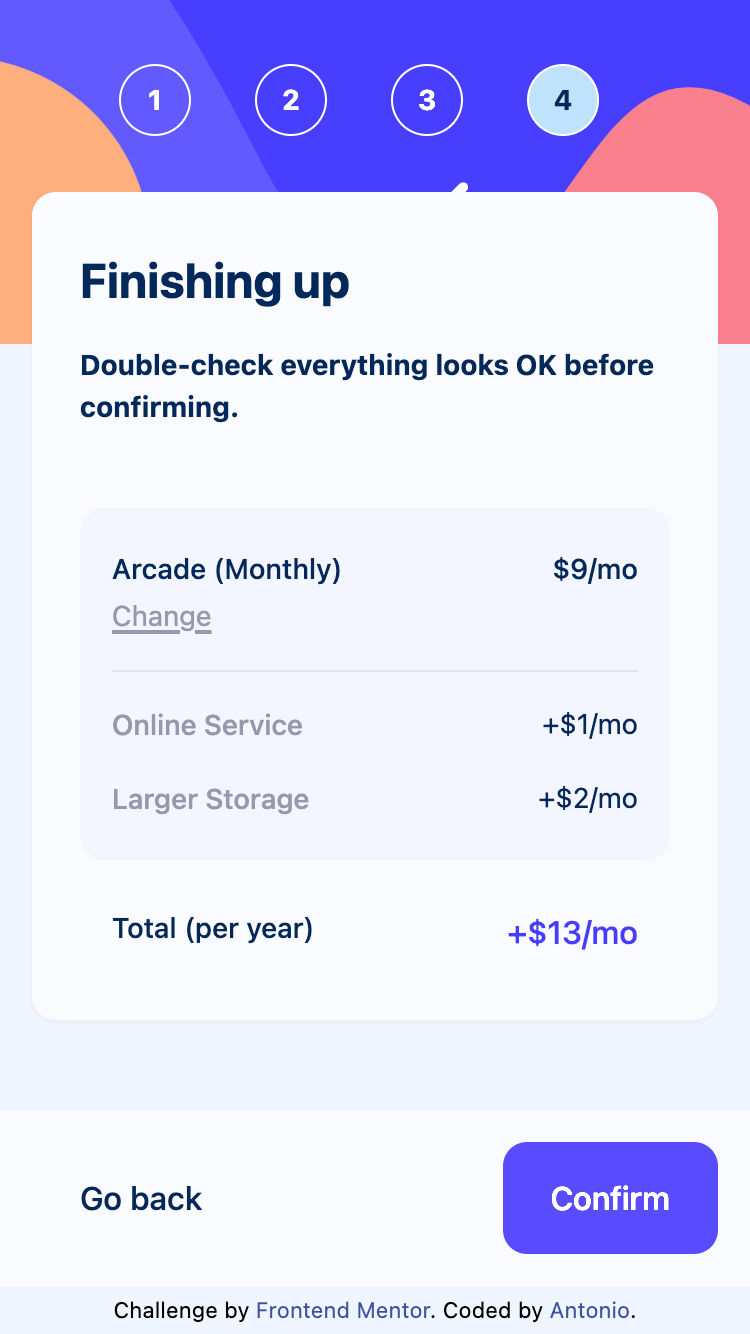 1 2 3 4
Finishing up
Double-check everything looks OK before
confirming.
Arcade (Monthly) $9/mo
Change
Online Service +$1/mo
Larger Storage +$2/mo
Total (per year) +$13/mo
Go back Confirm
Challenge by Frontend Mentor. Coded by Antonio.